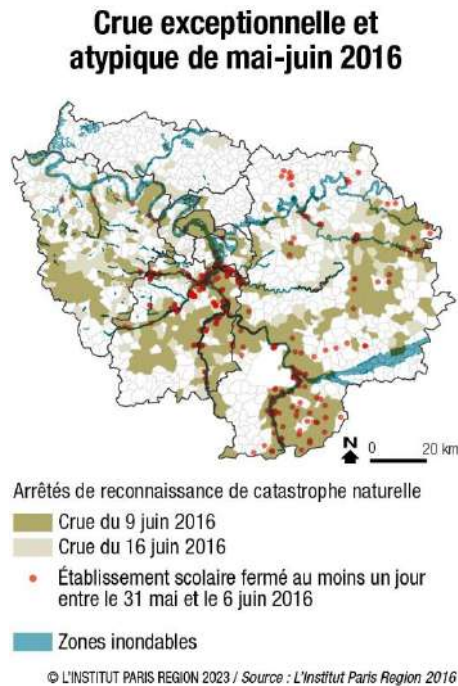 Crue exceptionnelle et
atypique de mai-juin 2016
N
0 20 km
Arrêtés de reconnaissance de catastrophe naturelle
Crue du 9 juin 2016
Crue du 16 juin 2016
Établissement scolaire fermé au moins un jour
entre le 31 mai et le 6 juin 2016
Zones inondables
© L'INSTITUT PARIS REGION 2023 / Source : L'Institut Paris Region 2016